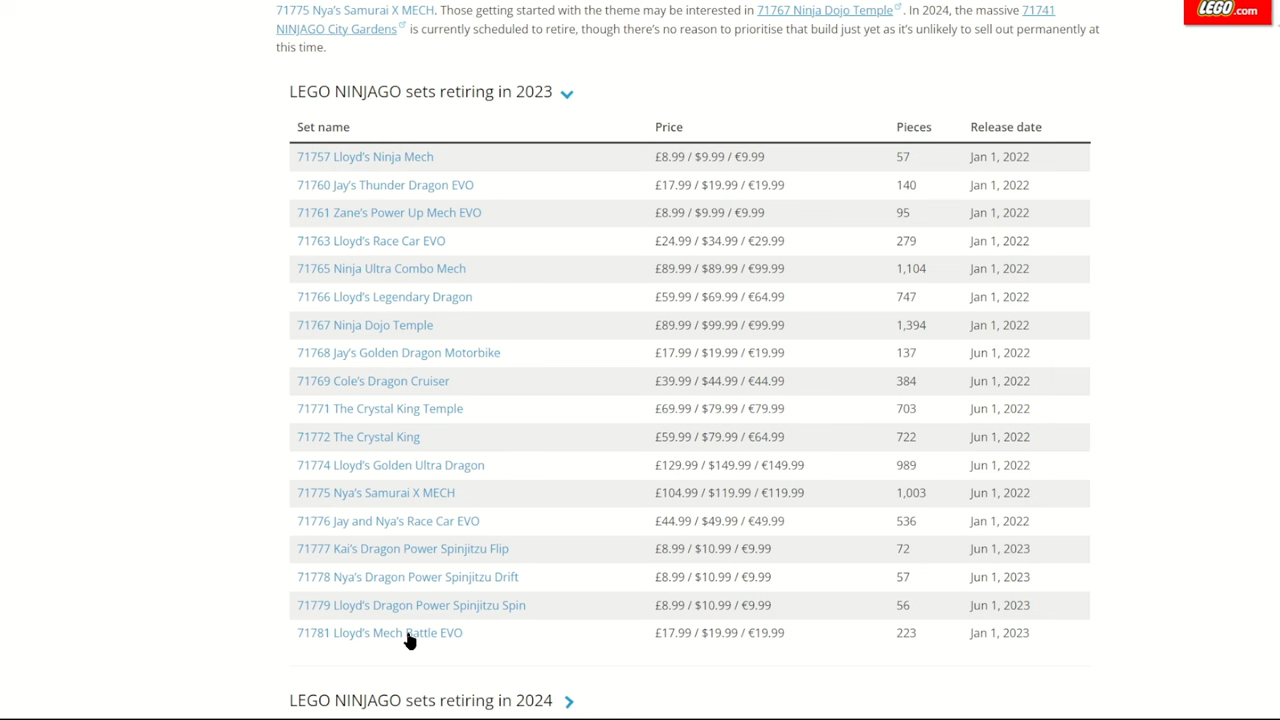 71775 Nya's Samurai X MECH. Those getting started with the theme may be interested in 71767 Ninja Dojo Temple. In 2024, the massive 71741
NINJAGO City Gardens is currently scheduled to retire, though there's no reason to prioritise that build just yet as it's unlikely to sell out permanently at
this time.
LEGO.com
LEGO NINJAGO sets retiring in 2023
Set name Price Pieces Release date
71757 Lloyd's Ninja Mech £8.99 / $9.99 / €9.99 57 Jan 1, 2022
71760 Jay's Thunder Dragon EVO £17.99 / $19.99 / €19.99 140 Jan 1, 2022
71761 Zane's Power Up Mech EVO £8.99 / $9.99 / €9.99 95 Jan 1, 2022
71763 Lloyd's Race Car EVO £24.99 / $34.99 / €29.99 279 Jan 1, 2022
71765 Ninja Ultra Combo Mech £89.99 / $89.99 / €99.99 1,104 Jan 1, 2022
71766 Lloyd's Legendary Dragon £59.99 / $69.99 / €64.99 747 Jan 1, 2022
71767 Ninja Dojo Temple £89.99 / $99.99 / €99.99 1,394 Jan 1, 2022
71768 Jay's Golden Dragon Motorbike £17.99 / $19.99 / €19.99 137 Jun 1, 2022
71769 Cole's Dragon Cruiser £39.99 / $44.99 / €44.99 384 Jun 1, 2022
71771 The Crystal King Temple £69.99 / $79.99 / €79.99 703 Jun 1, 2022
71772 The Crystal King £59.99 / $79.99 / €64.99 722 Jun 1, 2022
71774 Lloyd's Golden Ultra Dragon £129.99 / $149.99 / €149.99 989 Jun 1, 2022
71775 Nya's Samurai X MECH £104.99 / $119.99 / €119.99 1,003 Jun 1, 2022
71776 Jay and Nya's Race Car EVO £44.99 / $49.99 / €49.99 536 Jan 1, 2022
71777 Kai's Dragon Power Spinjitzu Flip £8.99 / $10.99 / €9.99 72 Jun 1, 2023
71778 Nya's Dragon Power Spinjitzu Drift £8.99 / $10.99 / €9.99 57 Jun 1, 2023
71779 Lloyd's Dragon Power Spinjitzu Spin £8.99 / $10.99 / €9.99 56 Jun 1, 2023
71781 Lloyd's Mech Battle EVO £17.99 / $19.99 / €19.99 223 Jan 1, 2023
LEGO NINJAGO sets retiring in 2024